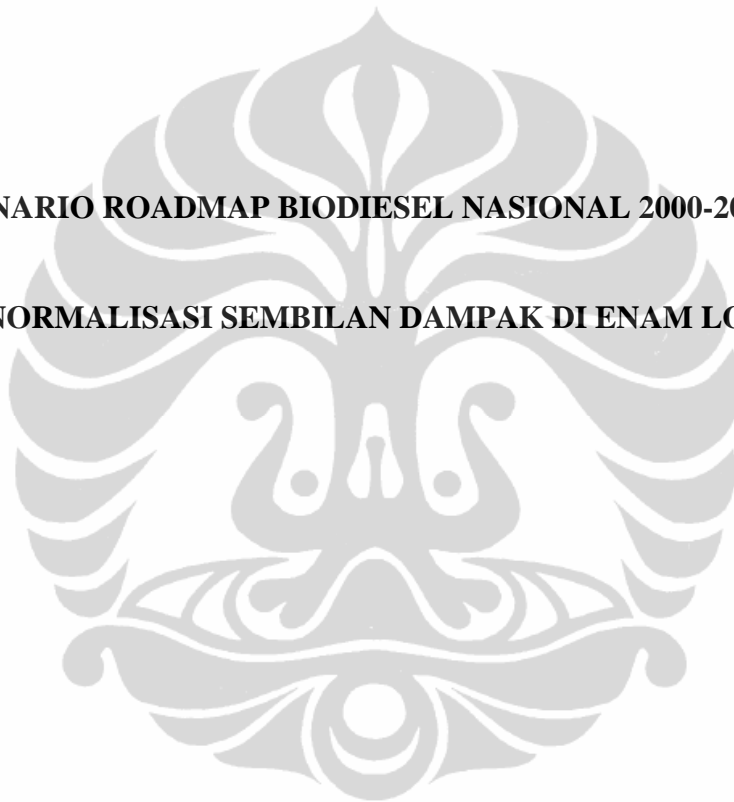 NARIO ROADMAP BIODIESEL NASIONAL 2000-20
NORMALISASI SEMBILAN DAMPAK DI ENAM LO